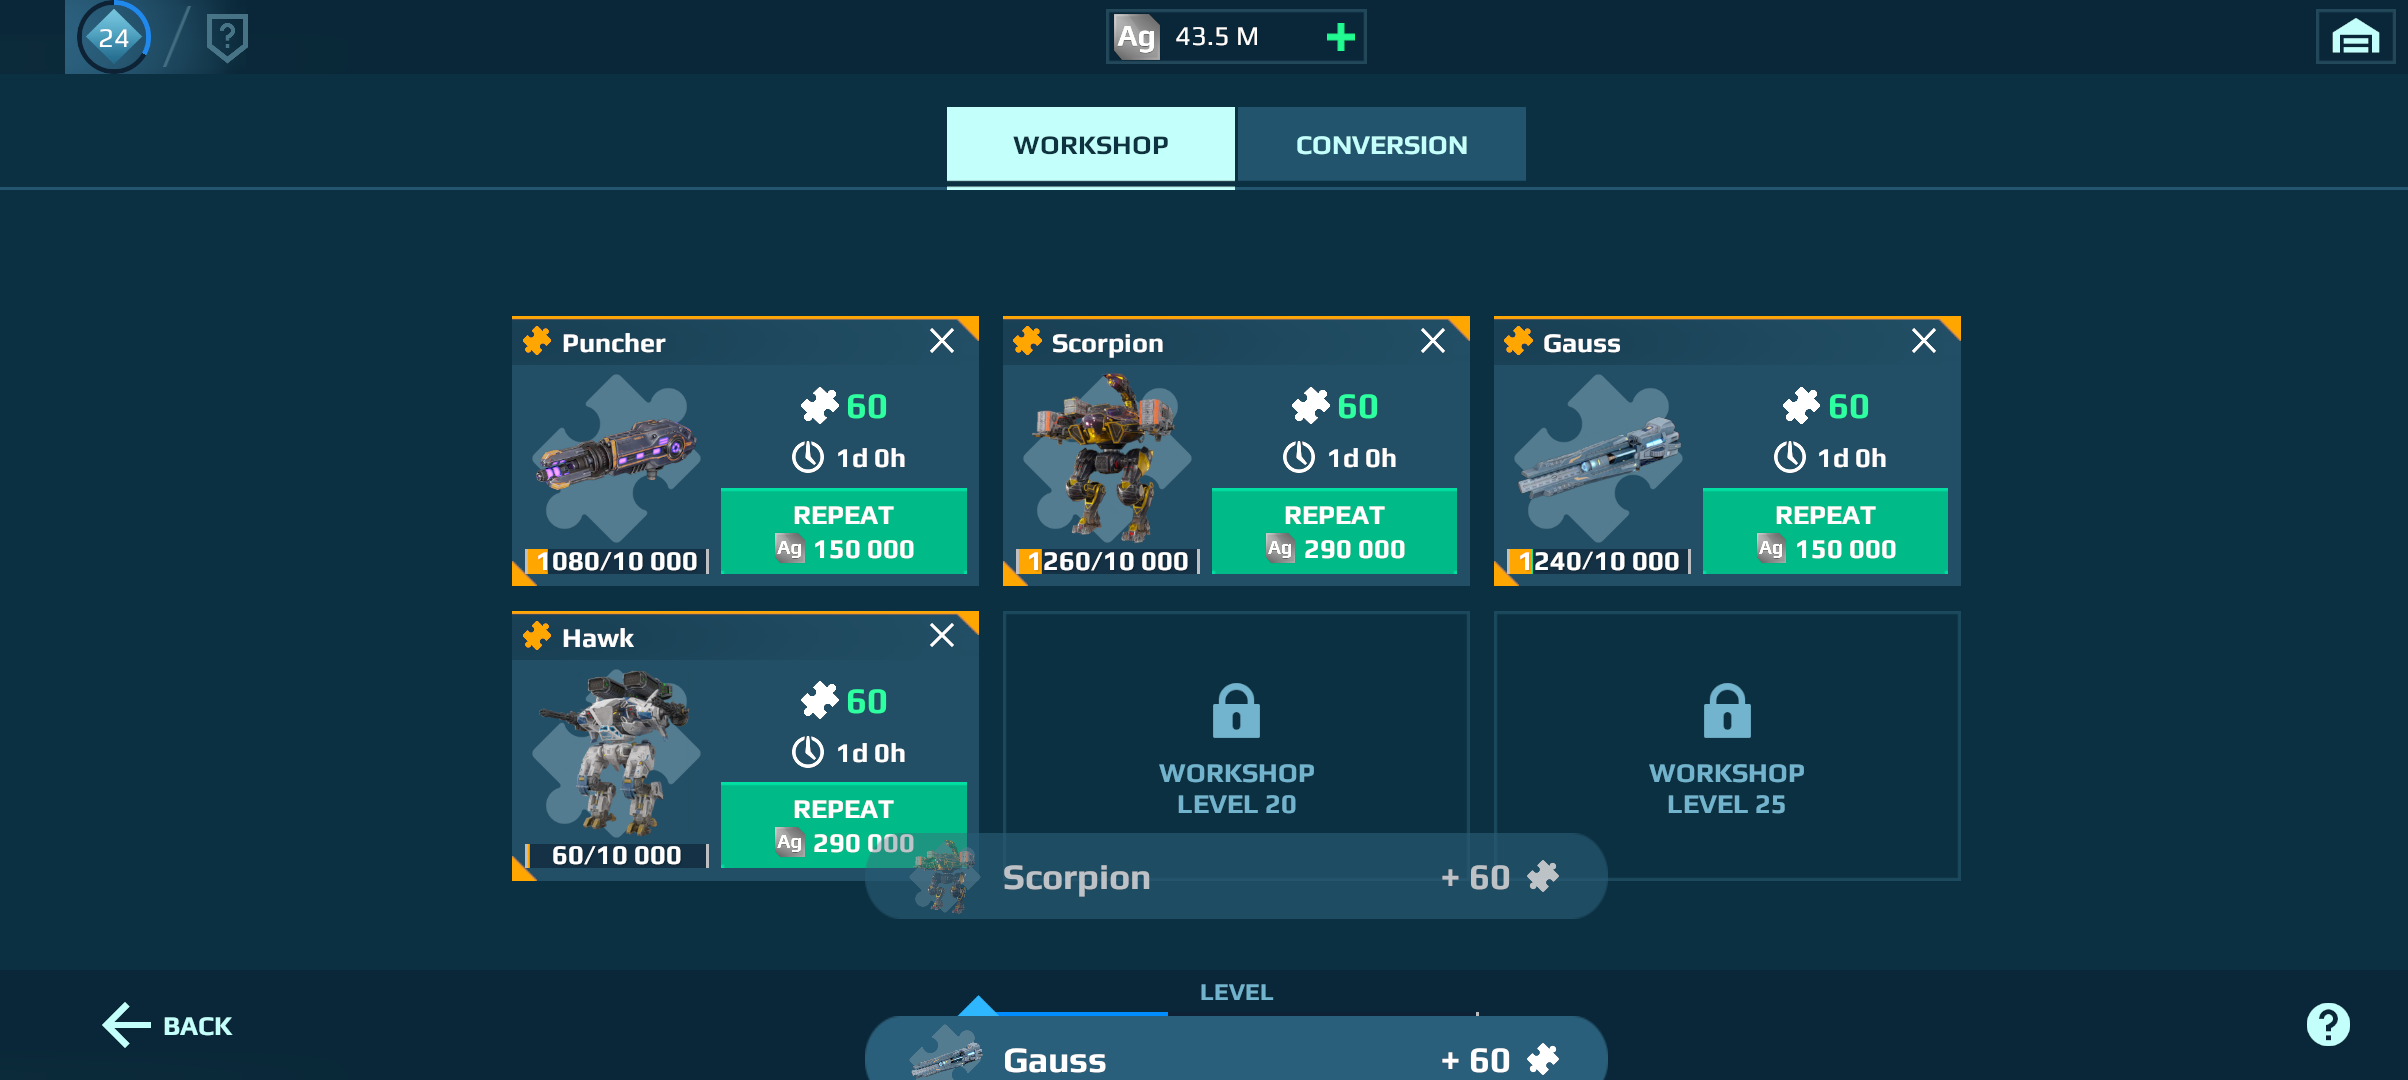 24
Ag 43.5 M
WORKSHOP
CONVERSION
Puncher
60
1d 0h
REPEAT
Ag 150 000
1080/10 000
Scorpion
60
1d 0h
REPEAT
Ag 290 000
1260/10 000
Gauss
60
1d 0h
REPEAT
Ag 150 000
1240/10 000
Hawk
60
1d 0h
REPEAT
Ag 290 000
60/10 000
WORKSHOP
LEVEL 20
WORKSHOP
LEVEL 25
Scorpion + 60
LEVEL
BACK
?
Gauss + 60